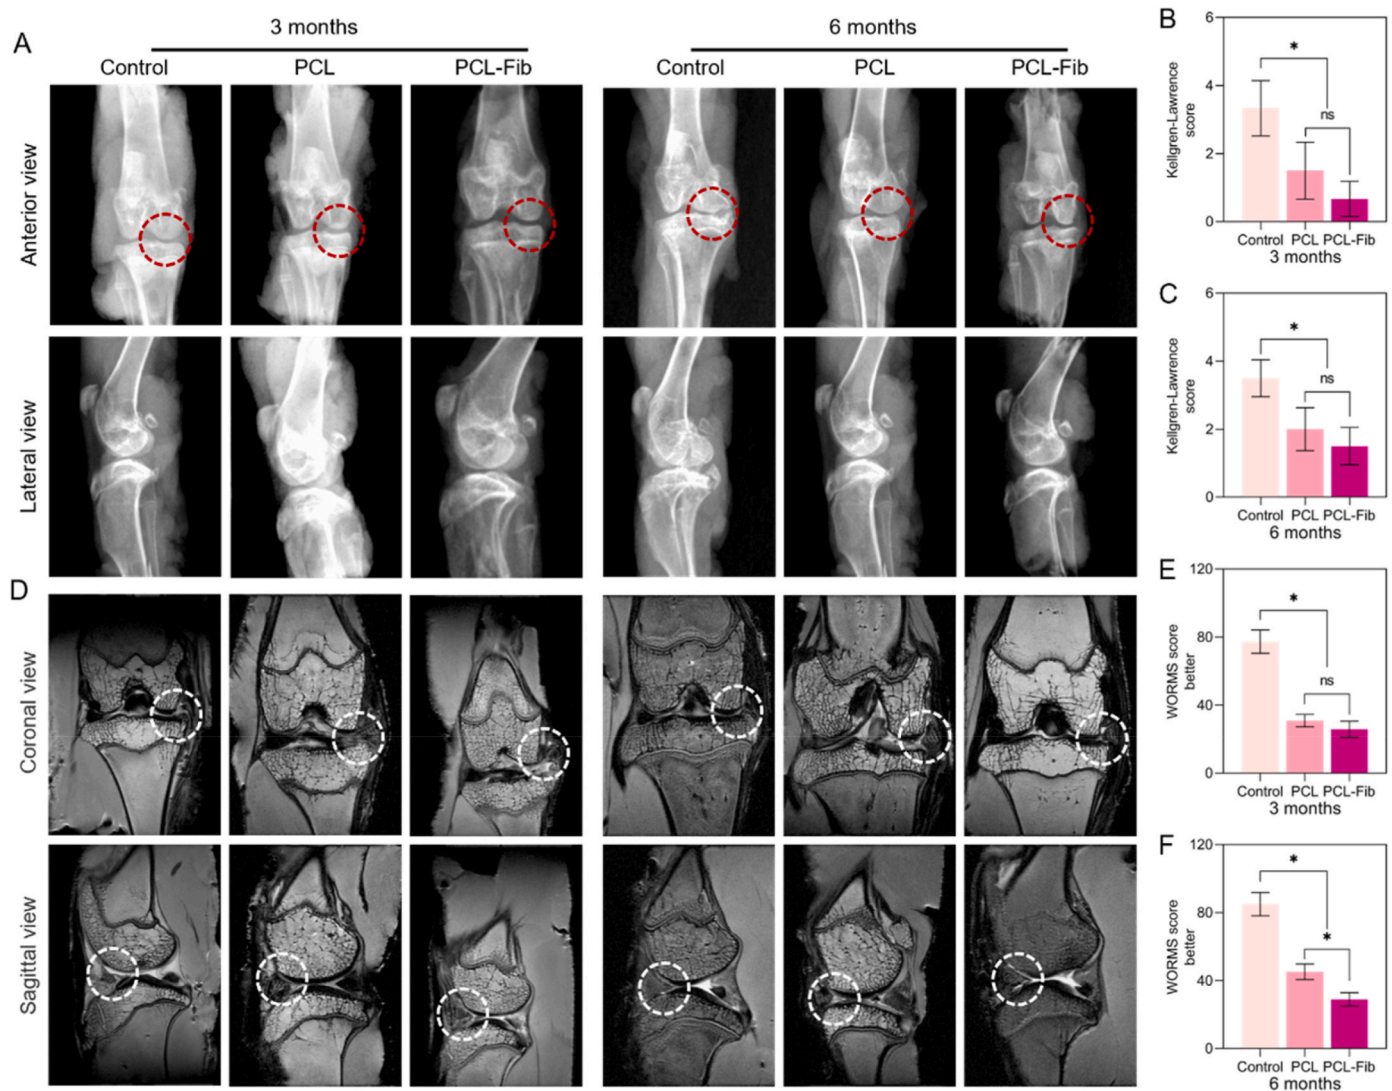 A
3 months
6 months
Control
PCL
PCL-Fib
Control
PCL
PCL-Fib
Anterior view
Lateral view
D
Coronal view
Sagittal view
B
6
4
2
0
Kellgren-Lawrence
score
*
ns
Control PCL PCL-Fib
3 months
C
6
4
2
0
Kellgren-Lawrence
score
*
ns
Control PCL PCL-Fib
6 months
E
120
80
40
0
WORMS score
better
*
ns
Control PCL PCL-Fib
3 months
F
120
80
40
0
WORMS score
better
*
*
Control PCL PCL-Fib
6 months